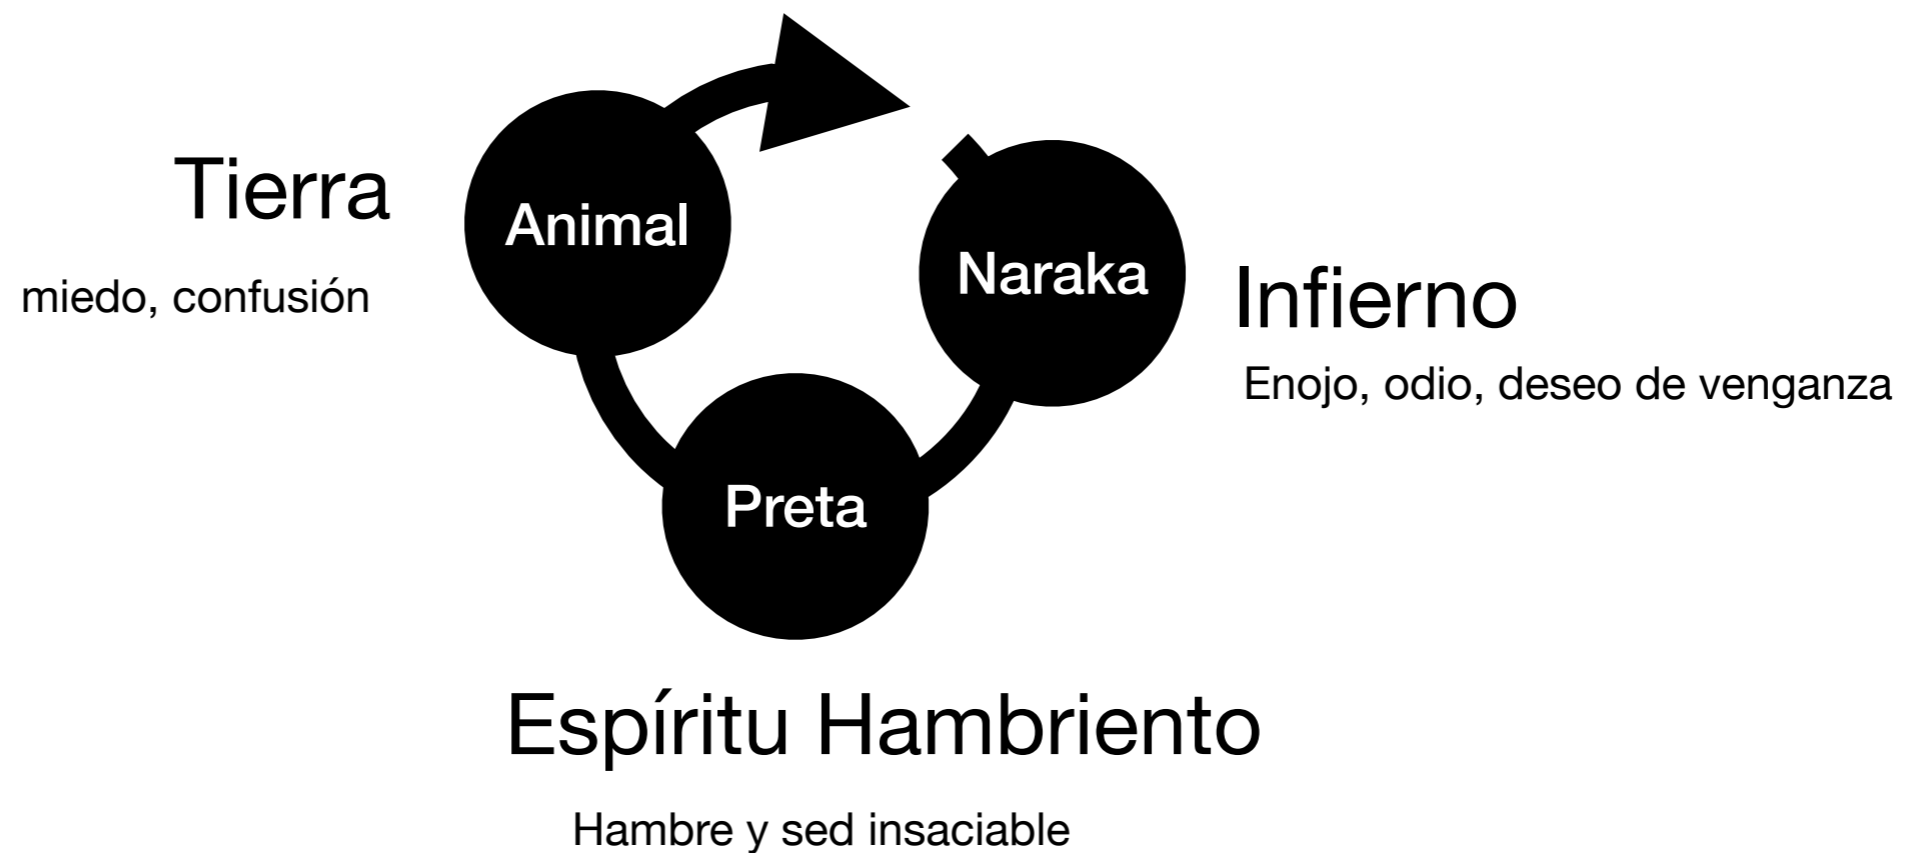 Tierra
miedo, confusión
Animal
Naraka
Infierno
Enojo, odio, deseo de venganza
Preta
Espíritu Hambriento
Hambre y sed insaciable